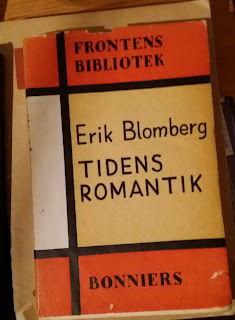 FRONTENS
BIBLIOTEK
Erik Blomberg
TIDENS
ROMANTIK
BONNIERS